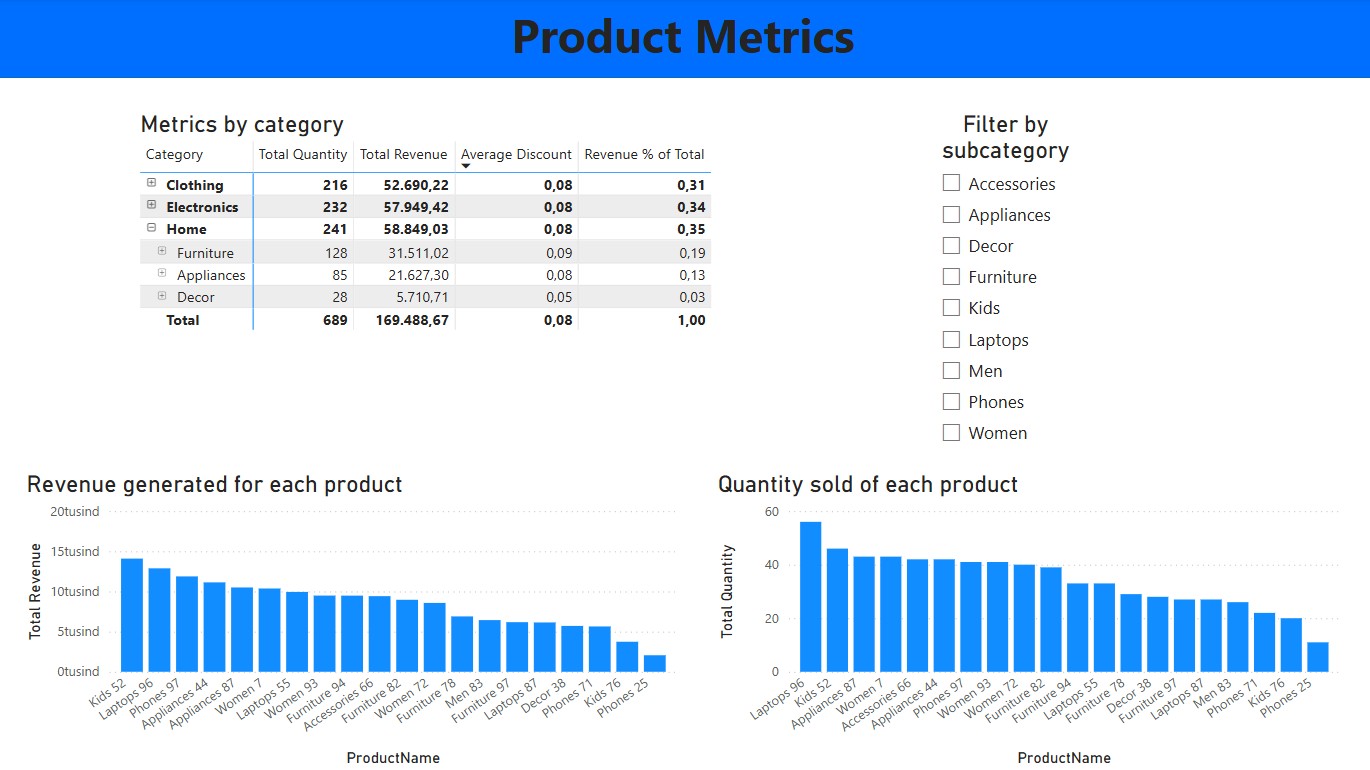 Product Metrics
Metrics by category
Category Total Quantity Total Revenue Average Discount Revenue % of Total
Clothing 216 52.690,22 0,08 0,31
Electronics 232 57.949,42 0,08 0,34
Home 241 58.849,03 0,08 0,35
Furniture 128 31.511,02 0,09 0,19
Appliances 85 21.627,30 0,08 0,13
Decor 28 5.710,71 0,05 0,03
Total 689 169.488,67 0,08 1,00
Filter by
subcategory
Accessories
Appliances
Decor
Furniture
Kids
Laptops
Men
Phones
Women
Revenue generated for each product
Total Revenue
20tusind
15tusind
10tusind
5tusind
0tusind
Kids 52
Laptops 96
Phones 97
Appliances 44
Appliances 87
Women 7
Laptops 55
Women 93
Furniture 94
Accessories 66
Furniture 82
Women 72
Furniture 78
Men 83
Furniture 97
Laptops 87
Decor 38
Phones 71
Kids 76
Phones 25
ProductName
Quantity sold of each product
Total Quantity
60
40
20
0
Laptops 96
Kids 52
Appliances 87
Women 7
Accessories 66
Appliances 44
Phones 97
Women 93
Women 72
Furniture 82
Furniture 94
Laptops 55
Furniture 78
Decor 38
Furniture 97
Laptops 87
Men 83
Phones 71
Kids 76
Phones 25
ProductName